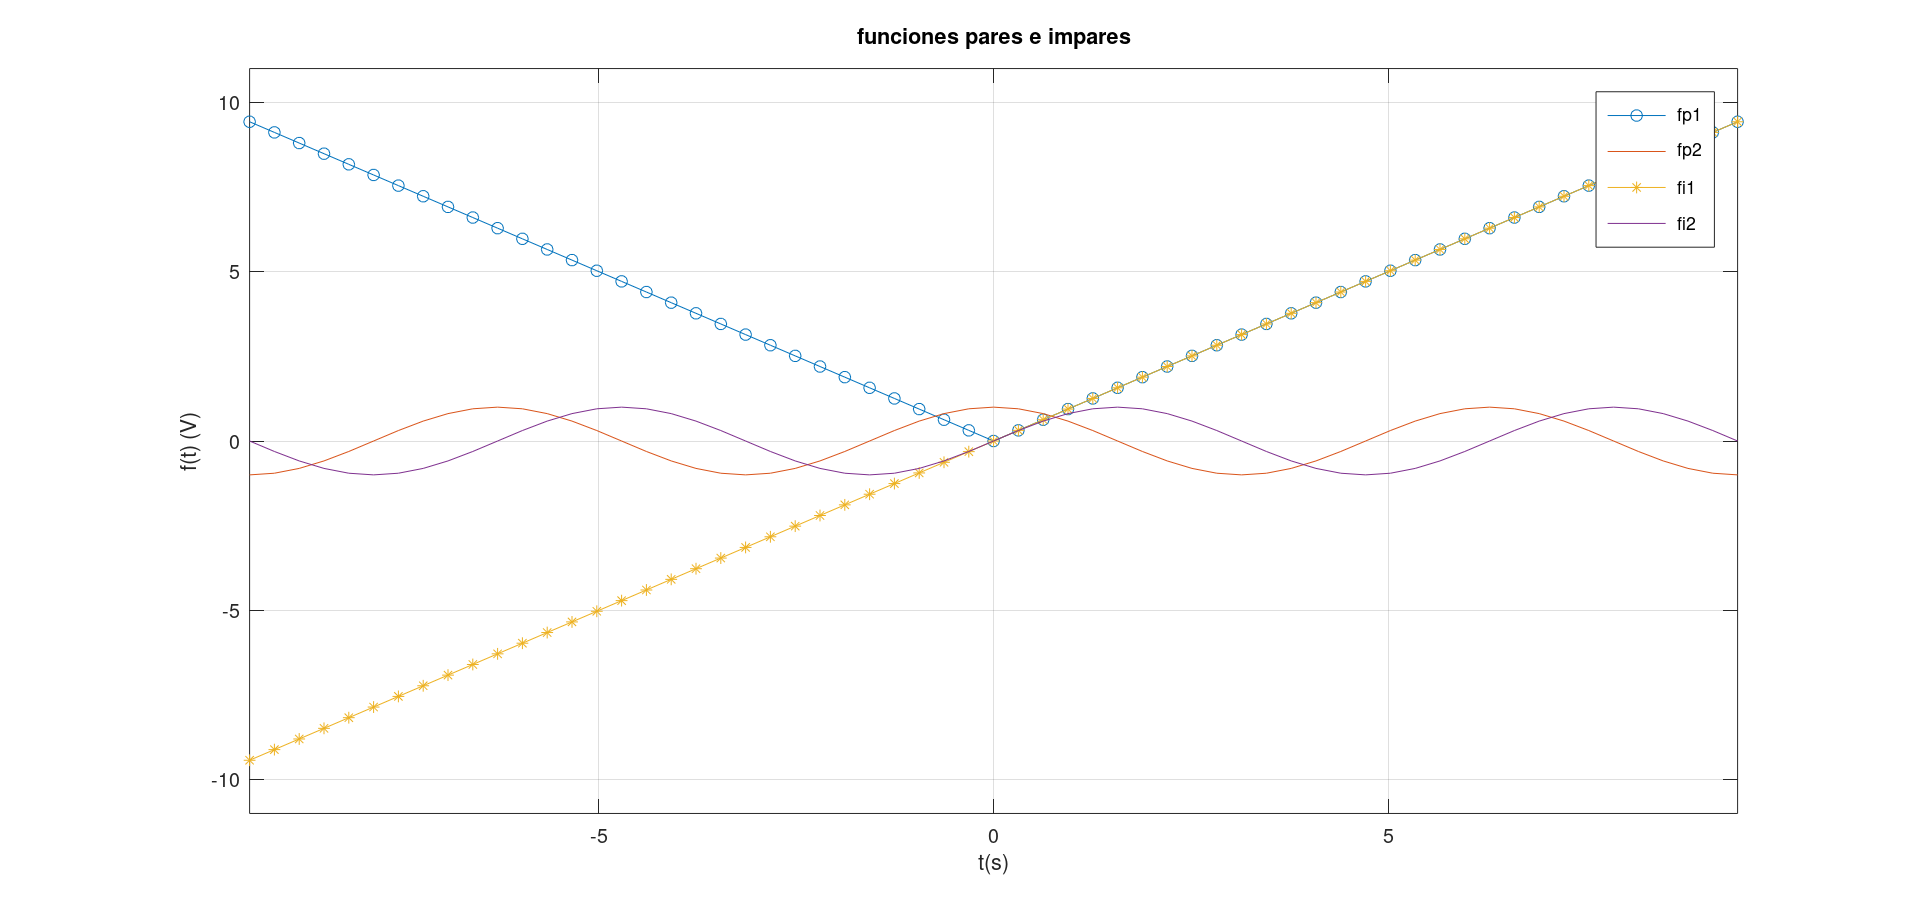 funciones pares e impares
10
5
0
-5
-10
f(t) (V)
fp1
fp2
fi1
fi2
-5
0
5
t(s)